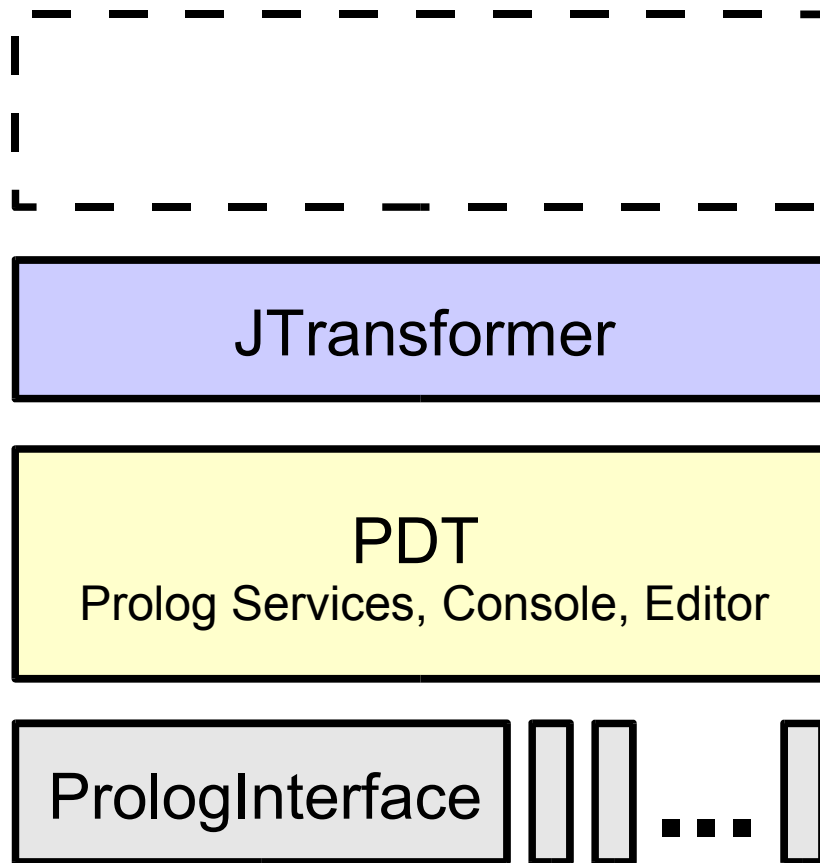 JTransformer
PDT
Prolog Services, Console, Editor
PrologInterface
...